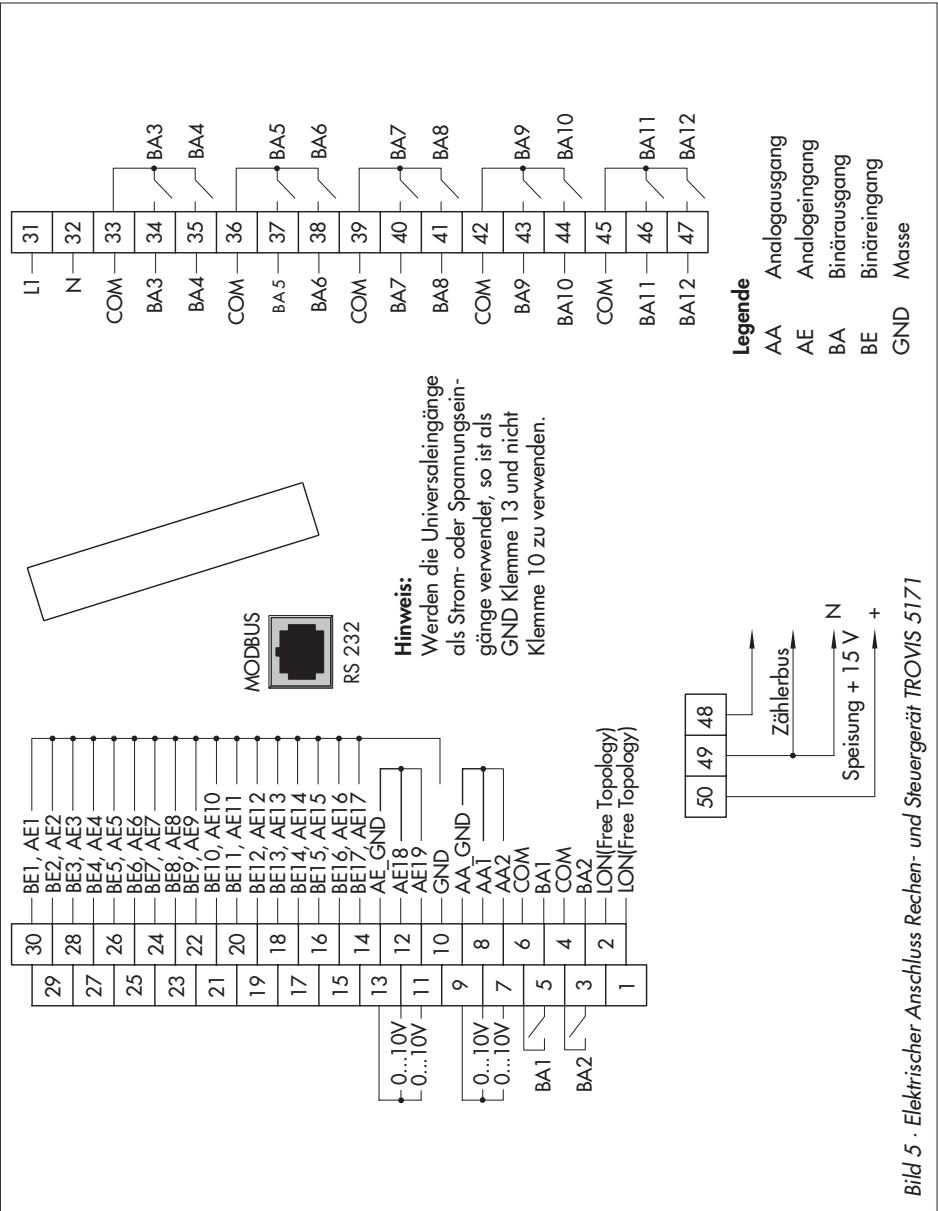 L1
N
COM
BA3
BA4
COM
BA5
BA6
COM
BA7
BA8
COM
BA9
BA10
COM
BA11
BA12
31
32
33
34
35
36
37
38
39
40
41
42
43
44
45
46
47
BA3
BA4
BA5
BA6
BA7
BA8
BA9
BA10
BA11
BA12
MODBUS
RS 232
Hinweis:
Werden die Universaleingänge
als Strom- oder Spannungsein-
gänge verwendet, so ist als
GND Klemme 13 und nicht
Klemme 10 zu verwenden.
Legende
AA Analogausgang
AE Analogeingang
BA Binärausgang
BE Binäreingang
GND Masse
BE1, AE1
BE2, AE2
BE3, AE3
BE4, AE4
BE5, AE5
BE6, AE6
BE7, AE7
BE8, AE8
BE9, AE9
BE10, AE10
BE11, AE11
BE12, AE12
BE13, AE13
BE14, AE14
BE15, AE15
BE16, AE16
BE17, AE17
AE_GND
AE18
AE19
GND
AA_GND
AA1
AA2
COM
BA1
COM
BA2
LON(Free Topology)
LON(Free Topology)
30
29
28
27
26
25
24
23
22
21
20
19
18
17
16
15
14
13
12
11
10
9
8
7
6
5
4
3
2
1
0...10V
0...10V
0...10V
0...10V
BA1
BA2
50 49 48
Zählerbus
Speisung + 15 V
N
+
Bild 5 · Elektrischer Anschluss Rechen- und Steuergerät TROVIS 5171